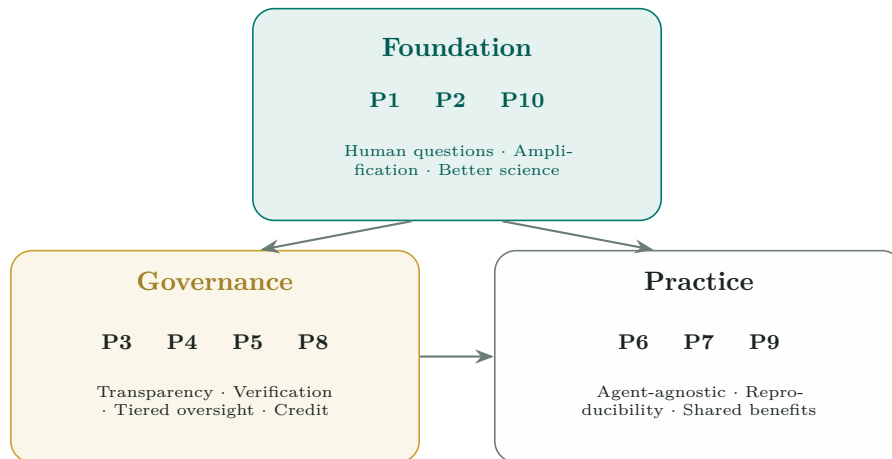 Foundation
P1 P2 P10
Human questions · Ampli-
fication · Better science
Governance
P3 P4 P5 P8
Transparency · Verification
· Tiered oversight · Credit
Practice
P6 P7 P9
Agent-agnostic · Repro-
ducibility · Shared benefits